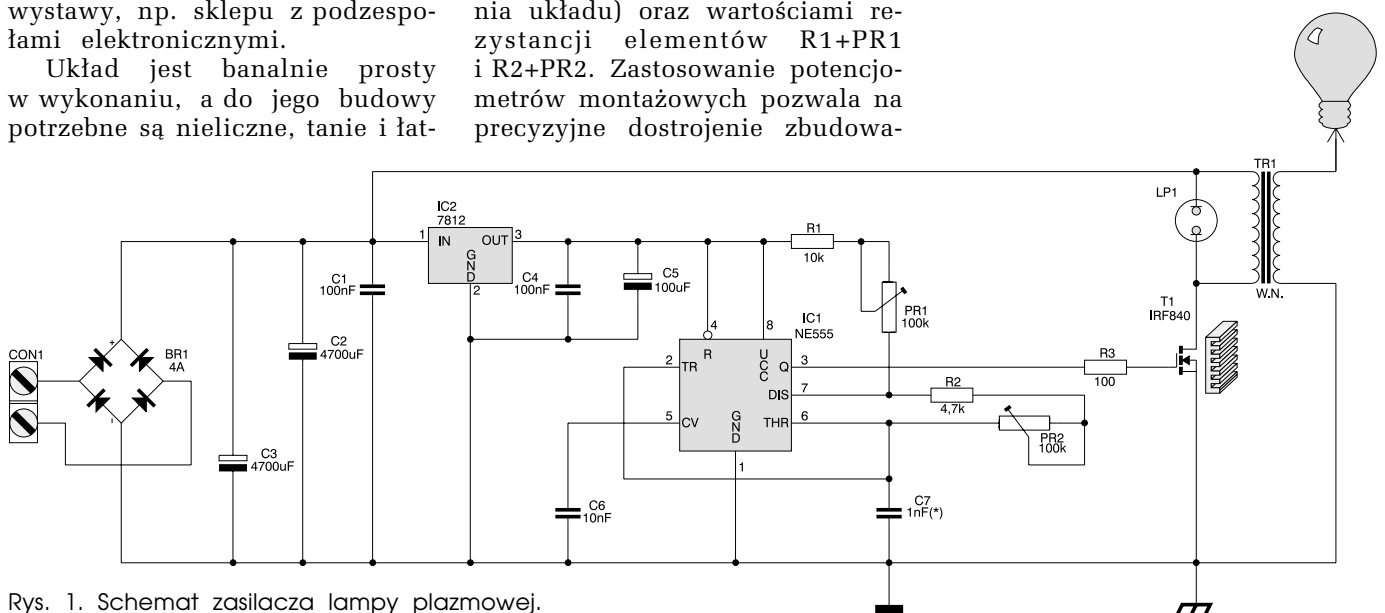 wystawy, np. sklepu z podzespo-
łami elektronicznymi.
Układ jest banalnie prosty
w wykonaniu, a do jego budowy
potrzebne są nieliczne, tanie i łat-
nia układu) oraz wartościami re-
zystancji elementów R1+PR1
i R2+PR2. Zastosowanie potencjo-
metrów montażowych pozwala na
precyzyjne dostrojenie zbudowa-
TR1
LP1
W.N.
IC2
7812
1
IN
OUT
3
GND
2
R1
10k
C1
100nF
C4
100nF
C5
100uF
PR1
100k
T1
IRF840
IC1
NE555
4
8
R
UCC
2
TR
Q
3
R3
100
CON1
BR1
4A
+
-
C2
4700uF
DIS
7
R2
4,7k
5
CV
GND
THR
6
PR2
100k
1
C3
4700uF
C6
10nF
C7
1nF(*)
Rys. 1. Schemat zasilacza lampy plazmowej.